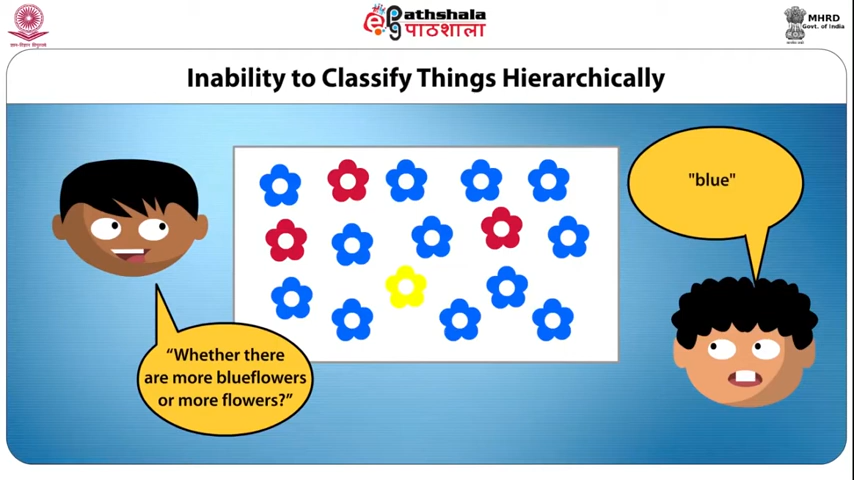 Pathshala
पाठशाला
MHRD
Govt. of India
Inability to Classify Things Hierarchically
"blue"
“Whether there
are more blueflowers
or more flowers?”